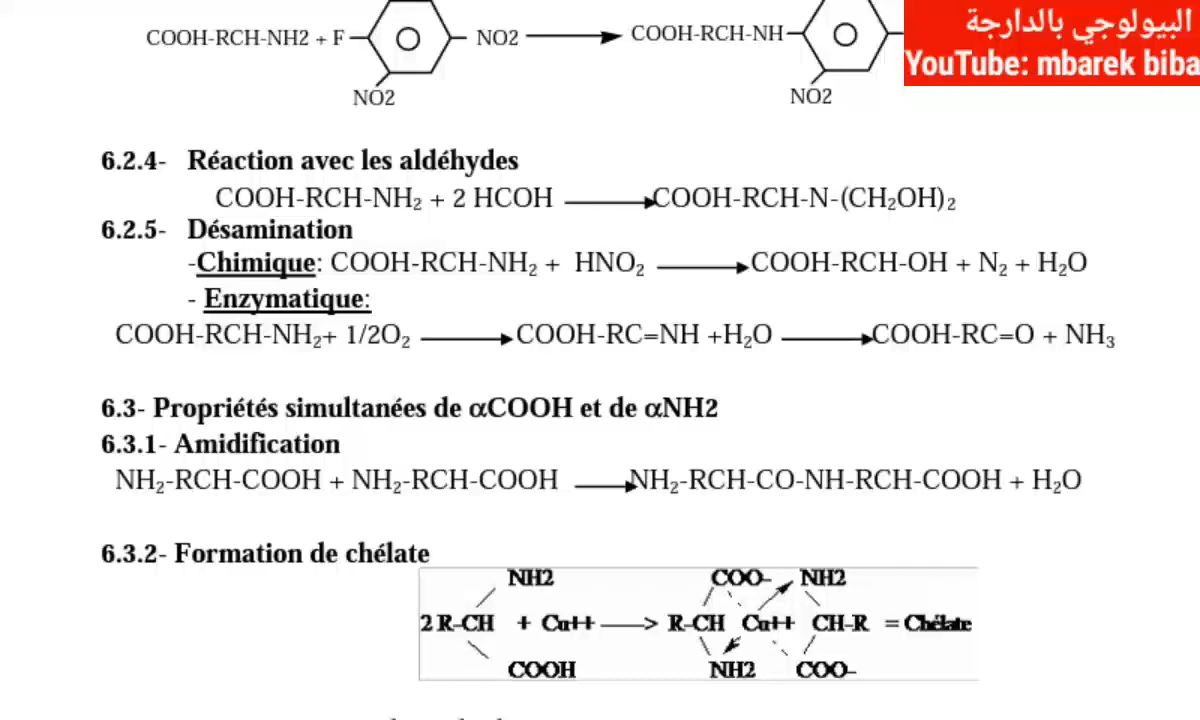 البيولوجي بالدارجة
YouTube: mbarek biba
COOH-RCH-NH2 + F
NO2
COOH-RCH-NH
NO2
NO2
6.2.4- Réaction avec les aldéhydes
COOH-RCH-NH₂ + 2 HCOH COOH-RCH-N-(CH₂OH)₂
6.2.5- Désamination
-Chimique: COOH-RCH-NH₂ + HNO₂ COOH-RCH-OH + N₂ + H₂O
- Enzymatique:
COOH-RCH-NH₂+ 1/2O₂ COOH-RC=NH +H₂O COOH-RC=O + NH₃
6.3- Propriétés simultanées de αCOOH et de αNH2
6.3.1- Amidification
NH₂-RCH-COOH + NH₂-RCH-COOH NH₂-RCH-CO-NH-RCH-COOH + H₂O
6.3.2- Formation de chélate
NH2 COO- NH2
2 R-CH + Cu++ ---> R-CH Cu++ CH-R = Chélate
COOH NH2 COO-